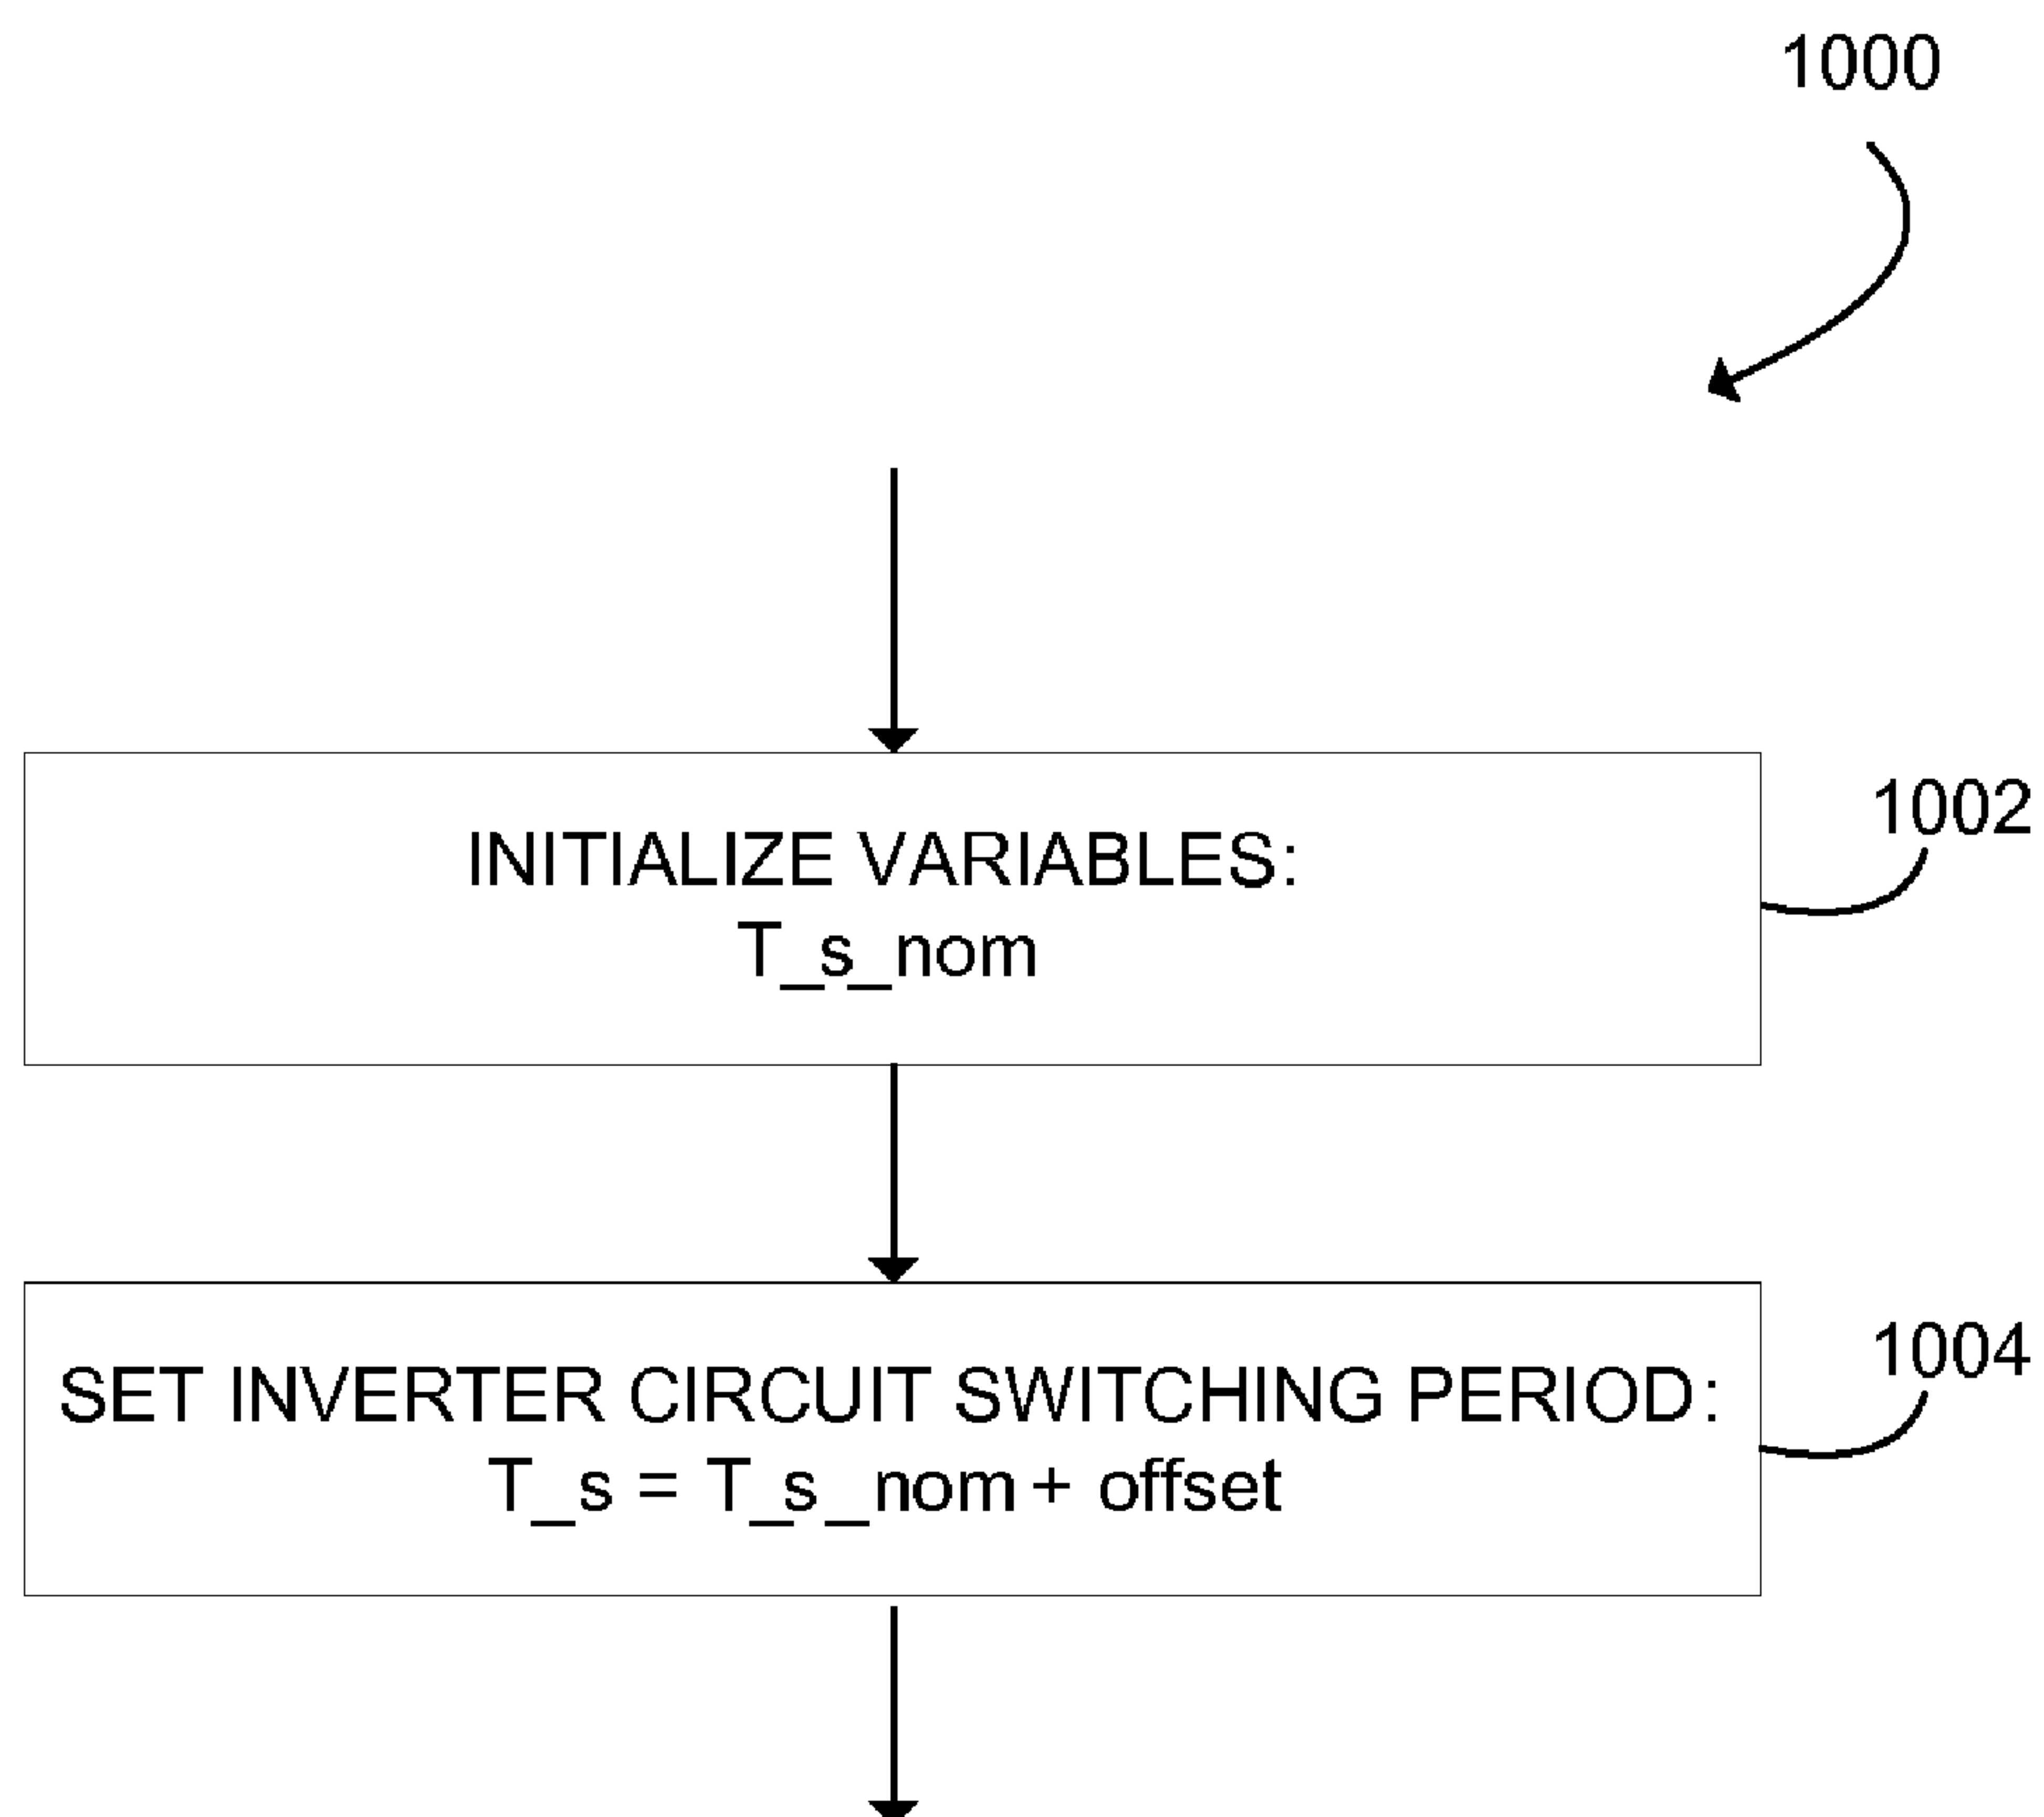 1000
1002
INITIALIZE VARIABLES:
T_s_nom
1004
SET INVERTER CIRCUIT SWITCHING PERIOD:
T_s = T_s_nom + offset